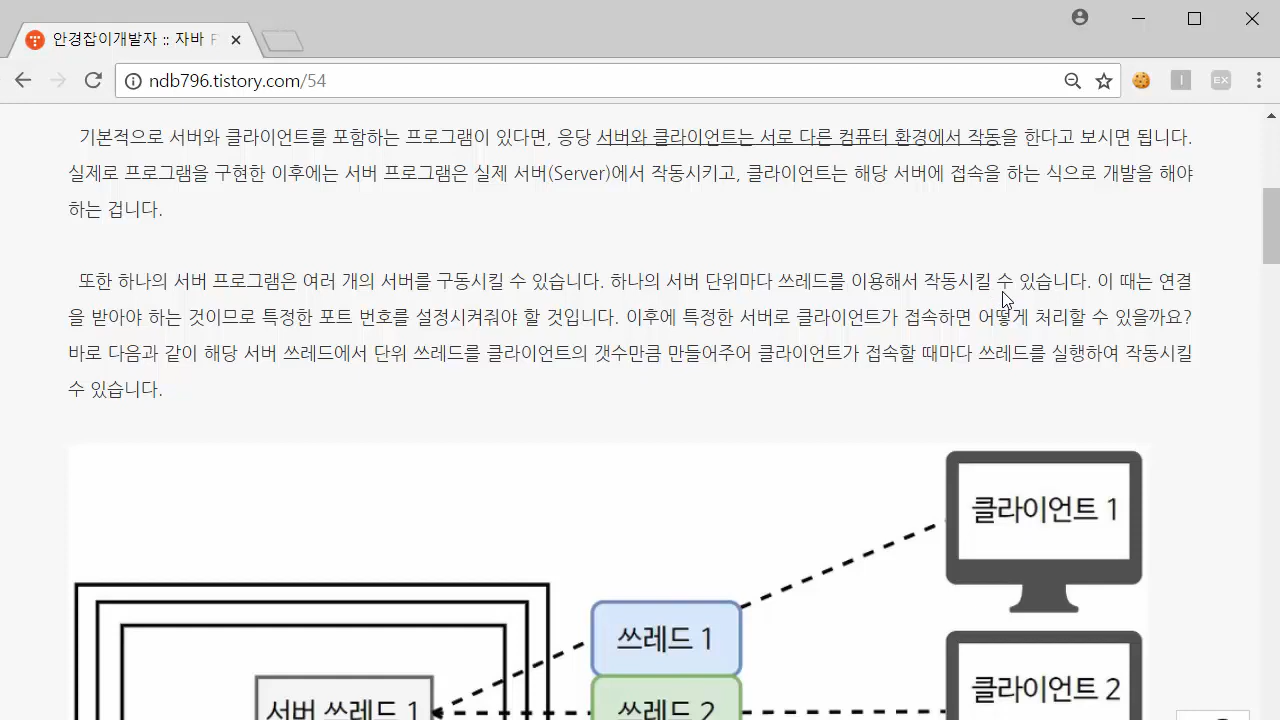 안경잡이개발자 :: 자바 F
ndb796.tistory.com/54
EX
기본적으로 서버와 클라이언트를 포함하는 프로그램이 있다면, 응당 서버와 클라이언트는 서로 다른 컴퓨터 환경에서 작동을 한다고 보시면 됩니다.
실제로 프로그램을 구현한 이후에는 서버 프로그램은 실제 서버(Server)에서 작동시키고, 클라이언트는 해당 서버에 접속을 하는 식으로 개발을 해야
하는 겁니다.
또한 하나의 서버 프로그램은 여러 개의 서버를 구동시킬 수 있습니다. 하나의 서버 단위마다 쓰레드를 이용해서 작동시킬 수 있습니다. 이 때는 연결
을 받아야 하는 것이므로 특정한 포트 번호를 설정시켜줘야 할 것입니다. 이후에 특정한 서버로 클라이언트가 접속하면 어떻게 처리할 수 있을까요?
바로 다음과 같이 해당 서버 쓰레드에서 단위 쓰레드를 클라이언트의 갯수만큼 만들어주어 클라이언트가 접속할 때마다 쓰레드를 실행하여 작동시킬
수 있습니다.
클라이언트 1
쓰레드 1
클라이언트 2
서버 쓰레드 1
쓰레드 2